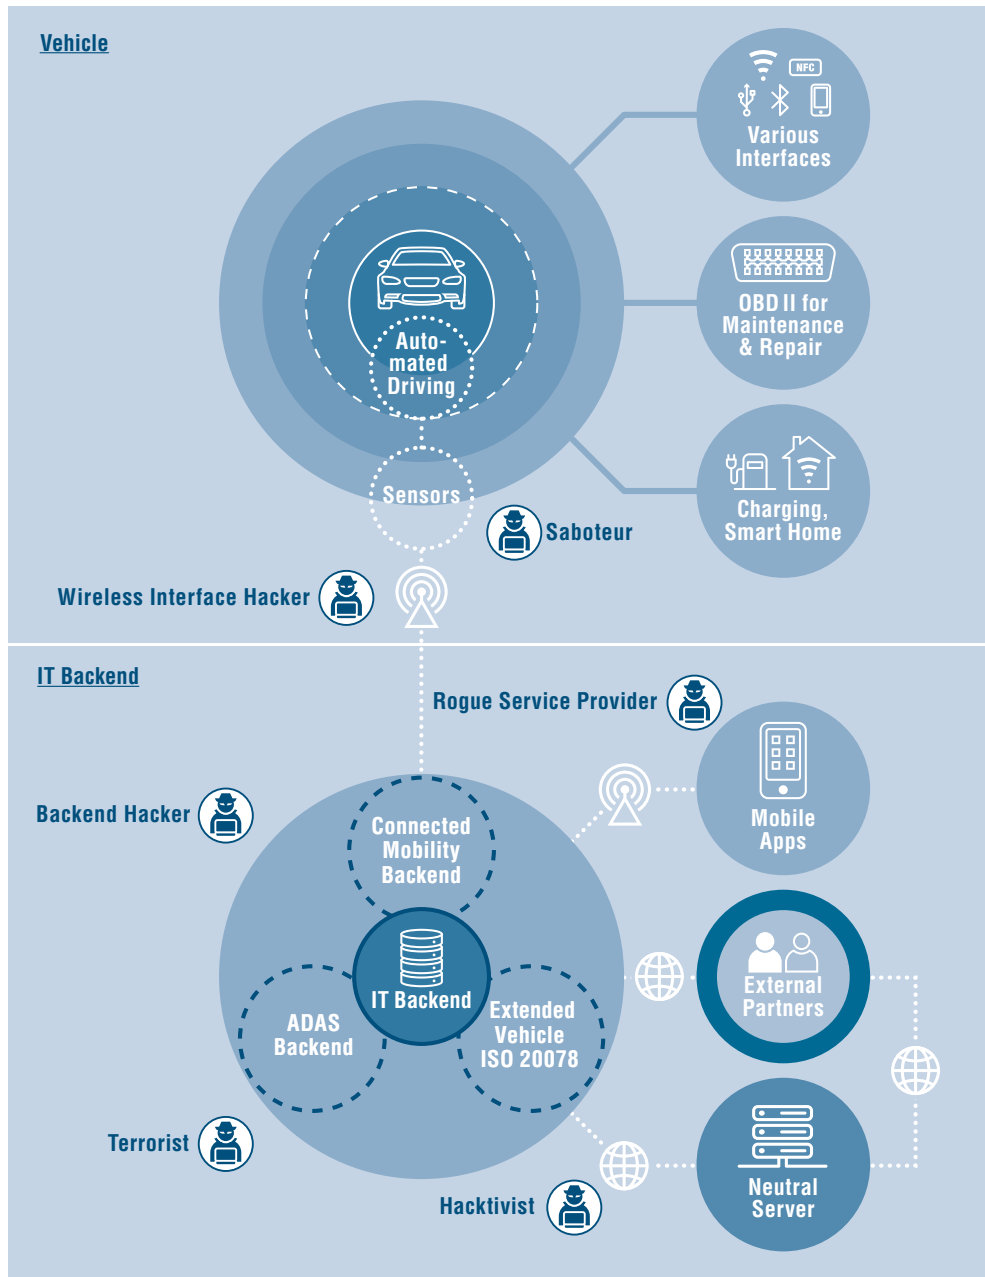 Vehicle
NFC
Various
Interfaces
OBD II for
Maintenance
& Repair
Auto-
mated
Driving
Sensors
Charging,
Smart Home
Saboteur
Wireless Interface Hacker
IT Backend
Rogue Service Provider
Mobile
Apps
Backend Hacker
Connected
Mobility
Backend
IT Backend
External
Partners
ADAS
Backend
Extended
Vehicle
ISO 20078
Terrorist
Hacktivist
Neutral
Server